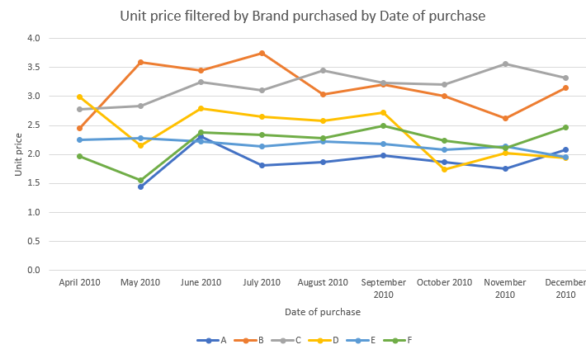 Unit price filtered by Brand purchased by Date of purchase
4.0
3.5
3.0
2.5
2.0
1.5
1.0
0.5
0.0
Unit price
April 2010
May 2010
June 2010
July 2010
August 2010
September
2010
October 2010
November
2010
December
2010
Date of purchase
A
B
C
D
E
F